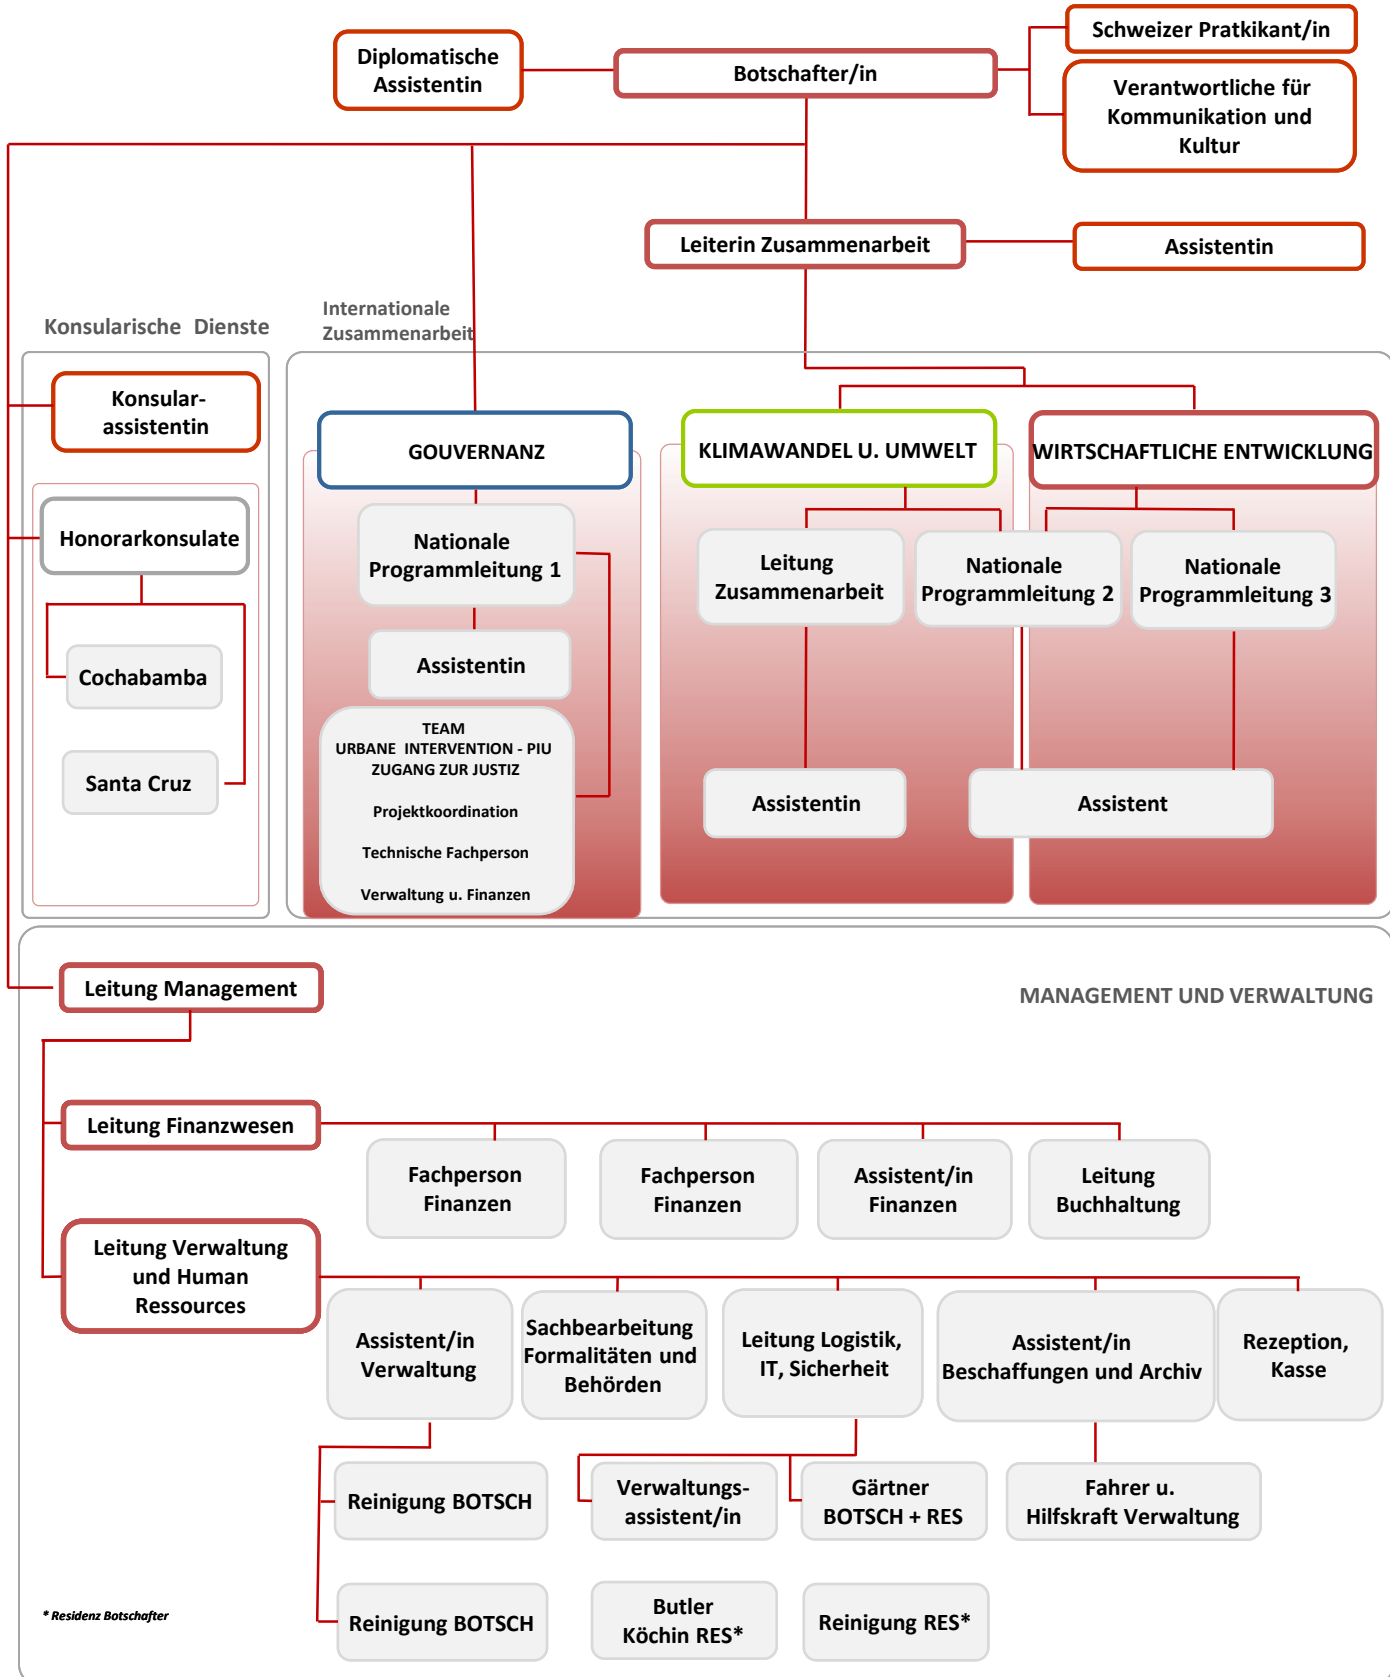 Diplomatische
Assistentin
Botschafter/in
Schweizer Pratkikant/in
Verantwortliche für
Kommunikation und
Kultur
Leiterin Zusammenarbeit
Assistentin
Konsularische Dienste
Internationale
Zusammenarbeit
Konsular-
assistentin
Honorarkonsulate
Cochabamba
Santa Cruz
GOUVERNANZ
KLIMAWANDEL U. UMWELT
WIRTSCHAFTLICHE ENTWICKLUNG
Nationale
Programmleitung 1
Assistentin
TEAM
URBANE INTERVENTION - PIU
ZUGANG ZUR JUSTIZ
Projektkoordination
Technische Fachperson
Verwaltung u. Finanzen
Leitung
Zusammenarbeit
Nationale
Programmleitung 2
Nationale
Programmleitung 3
Assistentin
Assistent
Leitung Management
MANAGEMENT UND VERWALTUNG
Leitung Finanzwesen
Fachperson
Finanzen
Fachperson
Finanzen
Assistent/in
Finanzen
Leitung
Buchhaltung
Leitung Verwaltung
und Human
Ressources
Assistent/in
Verwaltung
Sachbearbeitung
Formalitäten und
Behörden
Leitung Logistik,
IT, Sicherheit
Assistent/in
Beschaffungen und Archiv
Rezeption,
Kasse
Reinigung BOTSCH
Verwaltungs-
assistent/in
Gärtner
BOTSCH + RES
Fahrer u.
Hilfskraft Verwaltung
Reinigung BOTSCH
Butler
Köchin RES*
Reinigung RES*
* Residenz Botschafter